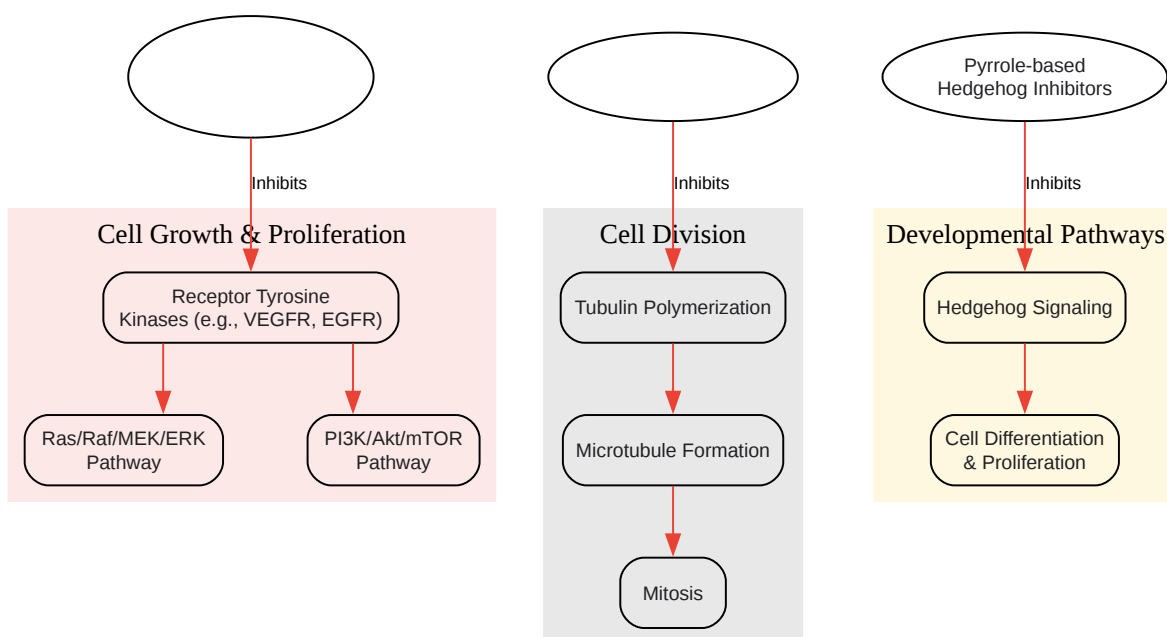 Pyrrole-based
Hedgehog Inhibitors
Inhibits
Inhibits
Inhibits
Cell Growth & Proliferation
Cell Division
Developmental Pathways
Receptor Tyrosine
Kinases (e.g., VEGFR, EGFR)
Tubulin Polymerization
Hedgehog Signaling
Ras/Raf/MEK/ERK
Pathway
PI3K/Akt/mTOR
Pathway
Microtubule Formation
Cell Differentiation
& Proliferation
Mitosis